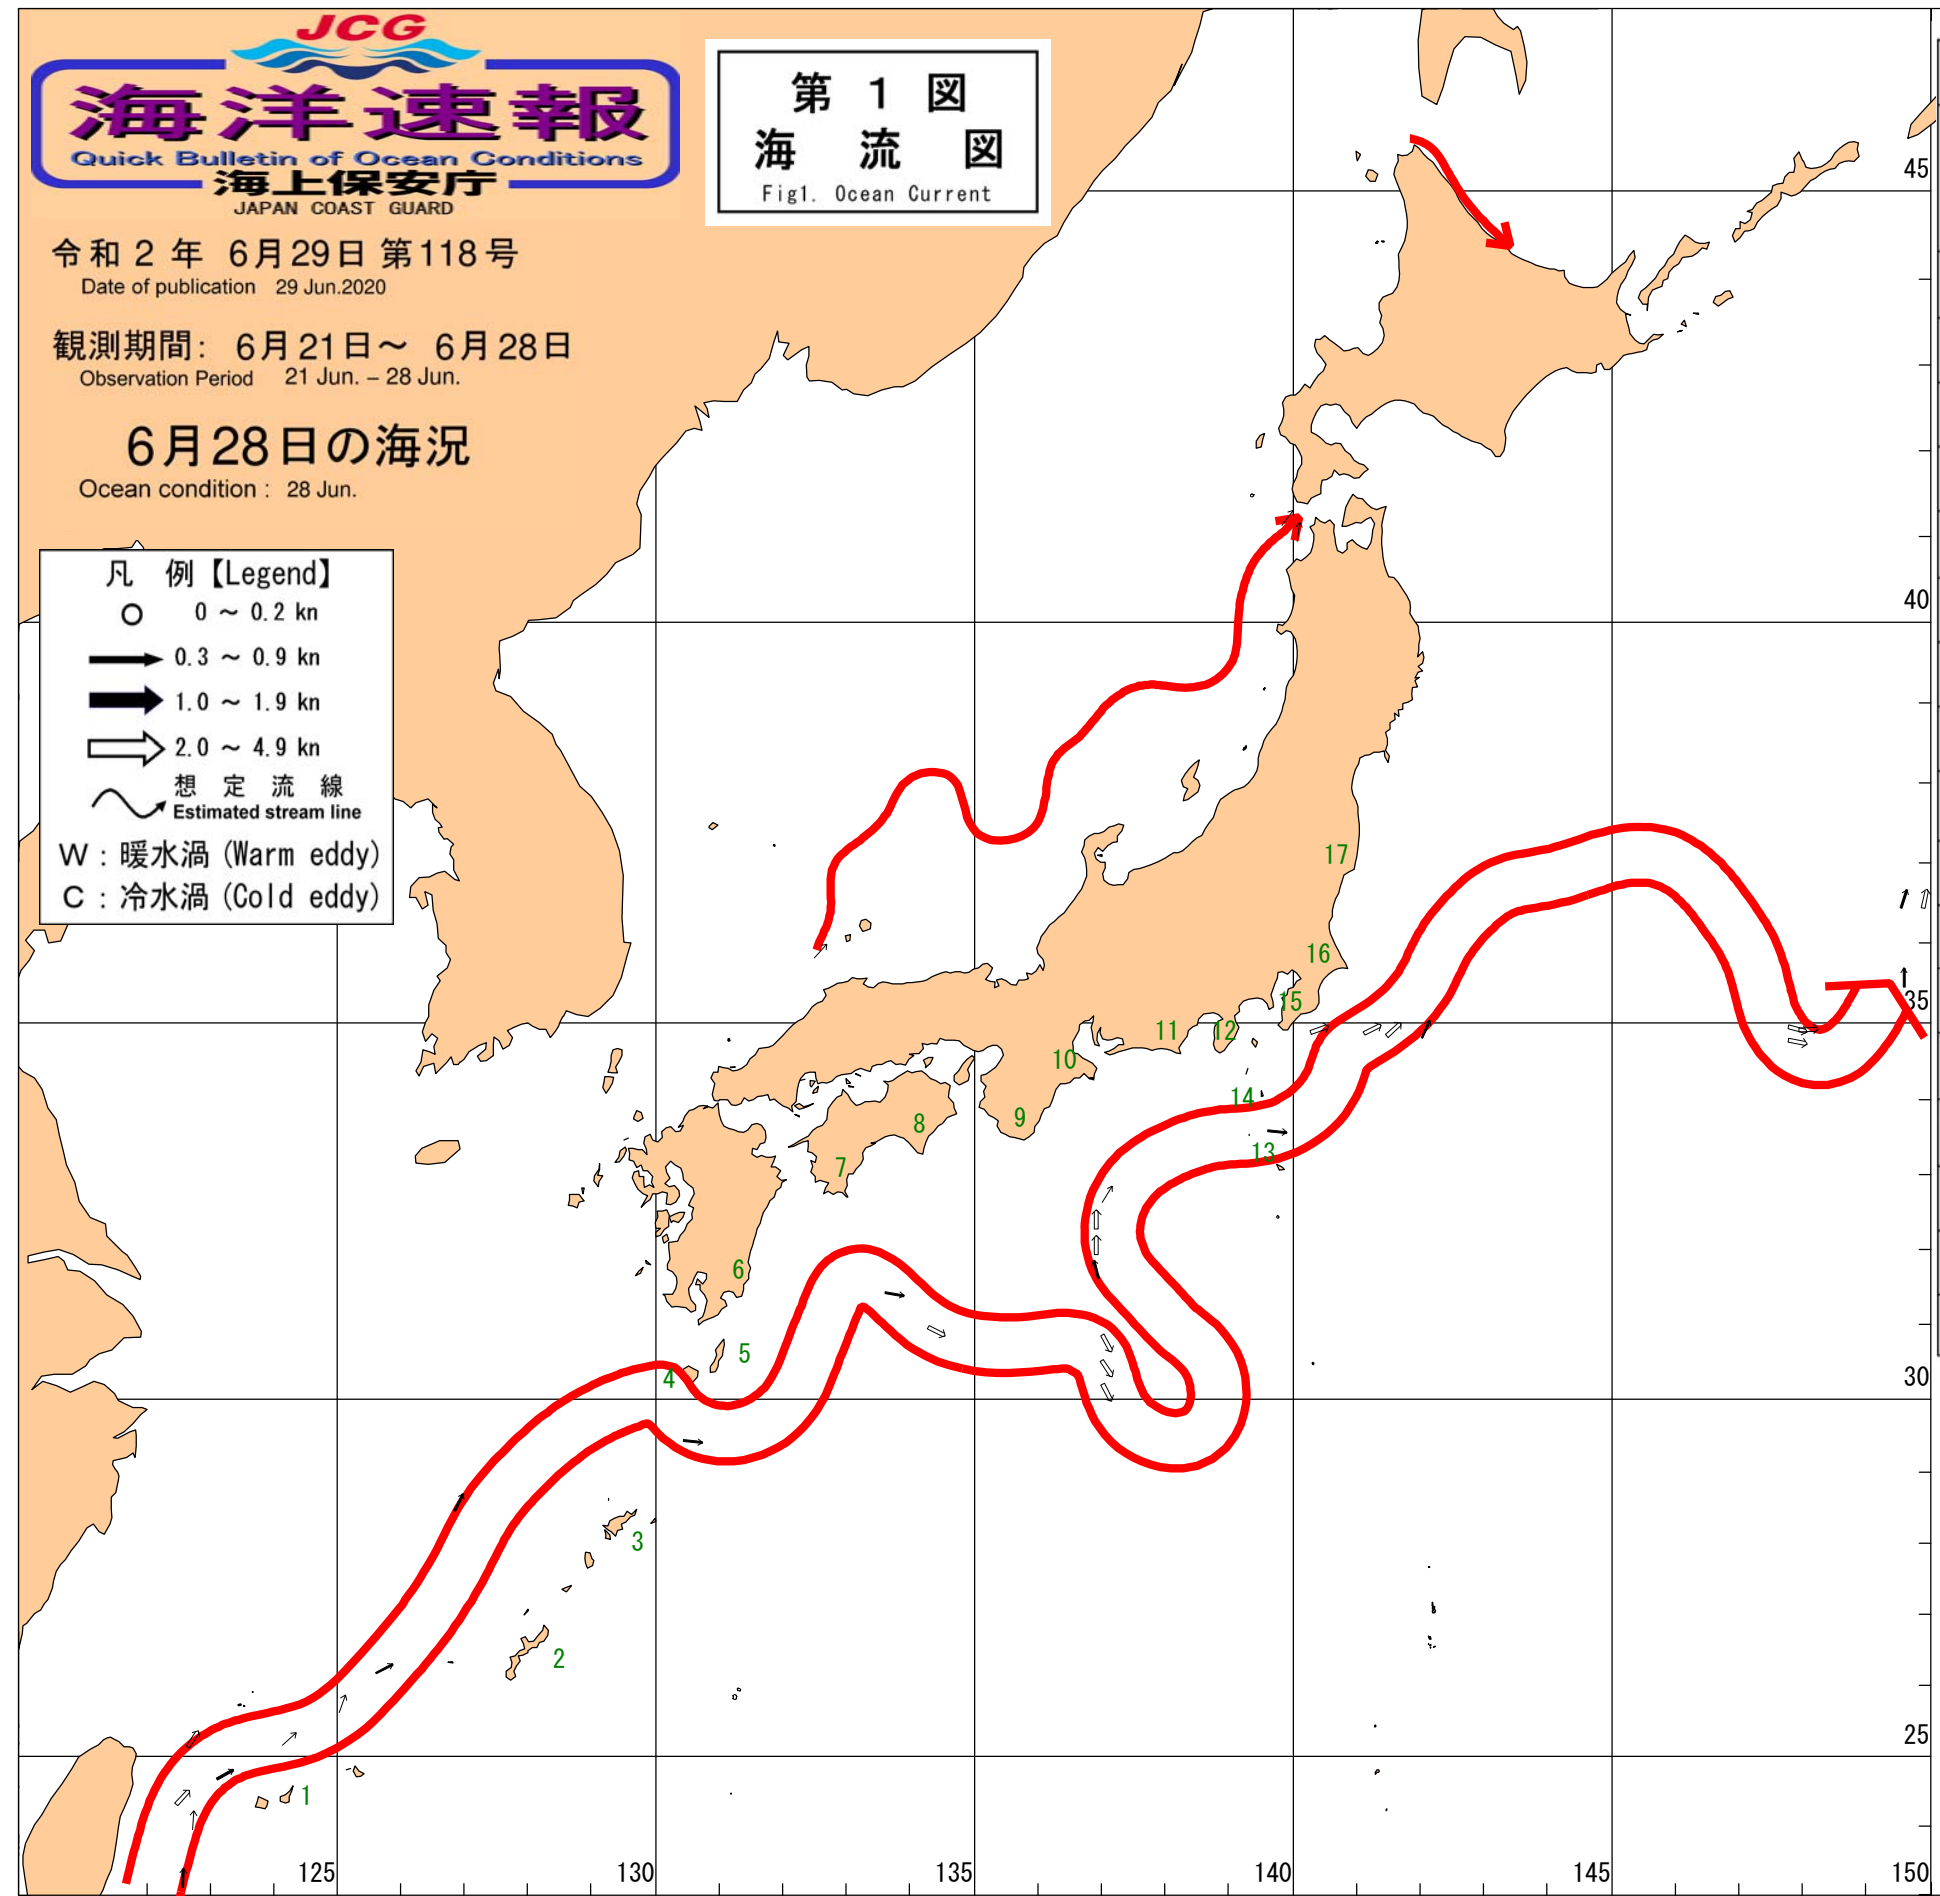 JCG
海洋速報
Quick Bulletin of Ocean Conditions
海上保安庁
JAPAN COAST GUARD
令和 2 年 6月29日 第118号
Date of publication 29 Jun.2020
観測期間: 6月21日～ 6月28日
Observation Period 21 Jun. – 28 Jun.
6月28日の海況
Ocean condition : 28 Jun.
第 1 図
海 流 図
Fig1. Ocean Current
凡 例【Legend】
0 ～ 0.2 kn
0.3 ～ 0.9 kn
1.0 ～ 1.9 kn
2.0 ～ 4.9 kn
想 定 流 線
Estimated stream line
W : 暖水渦 (Warm eddy)
C : 冷水渦 (Cold eddy)
45
40
17
16
35
15
11
12
10
14
9
8
13
7
6
5
4
30
3
2
25
1
125
130
135
140
145
150